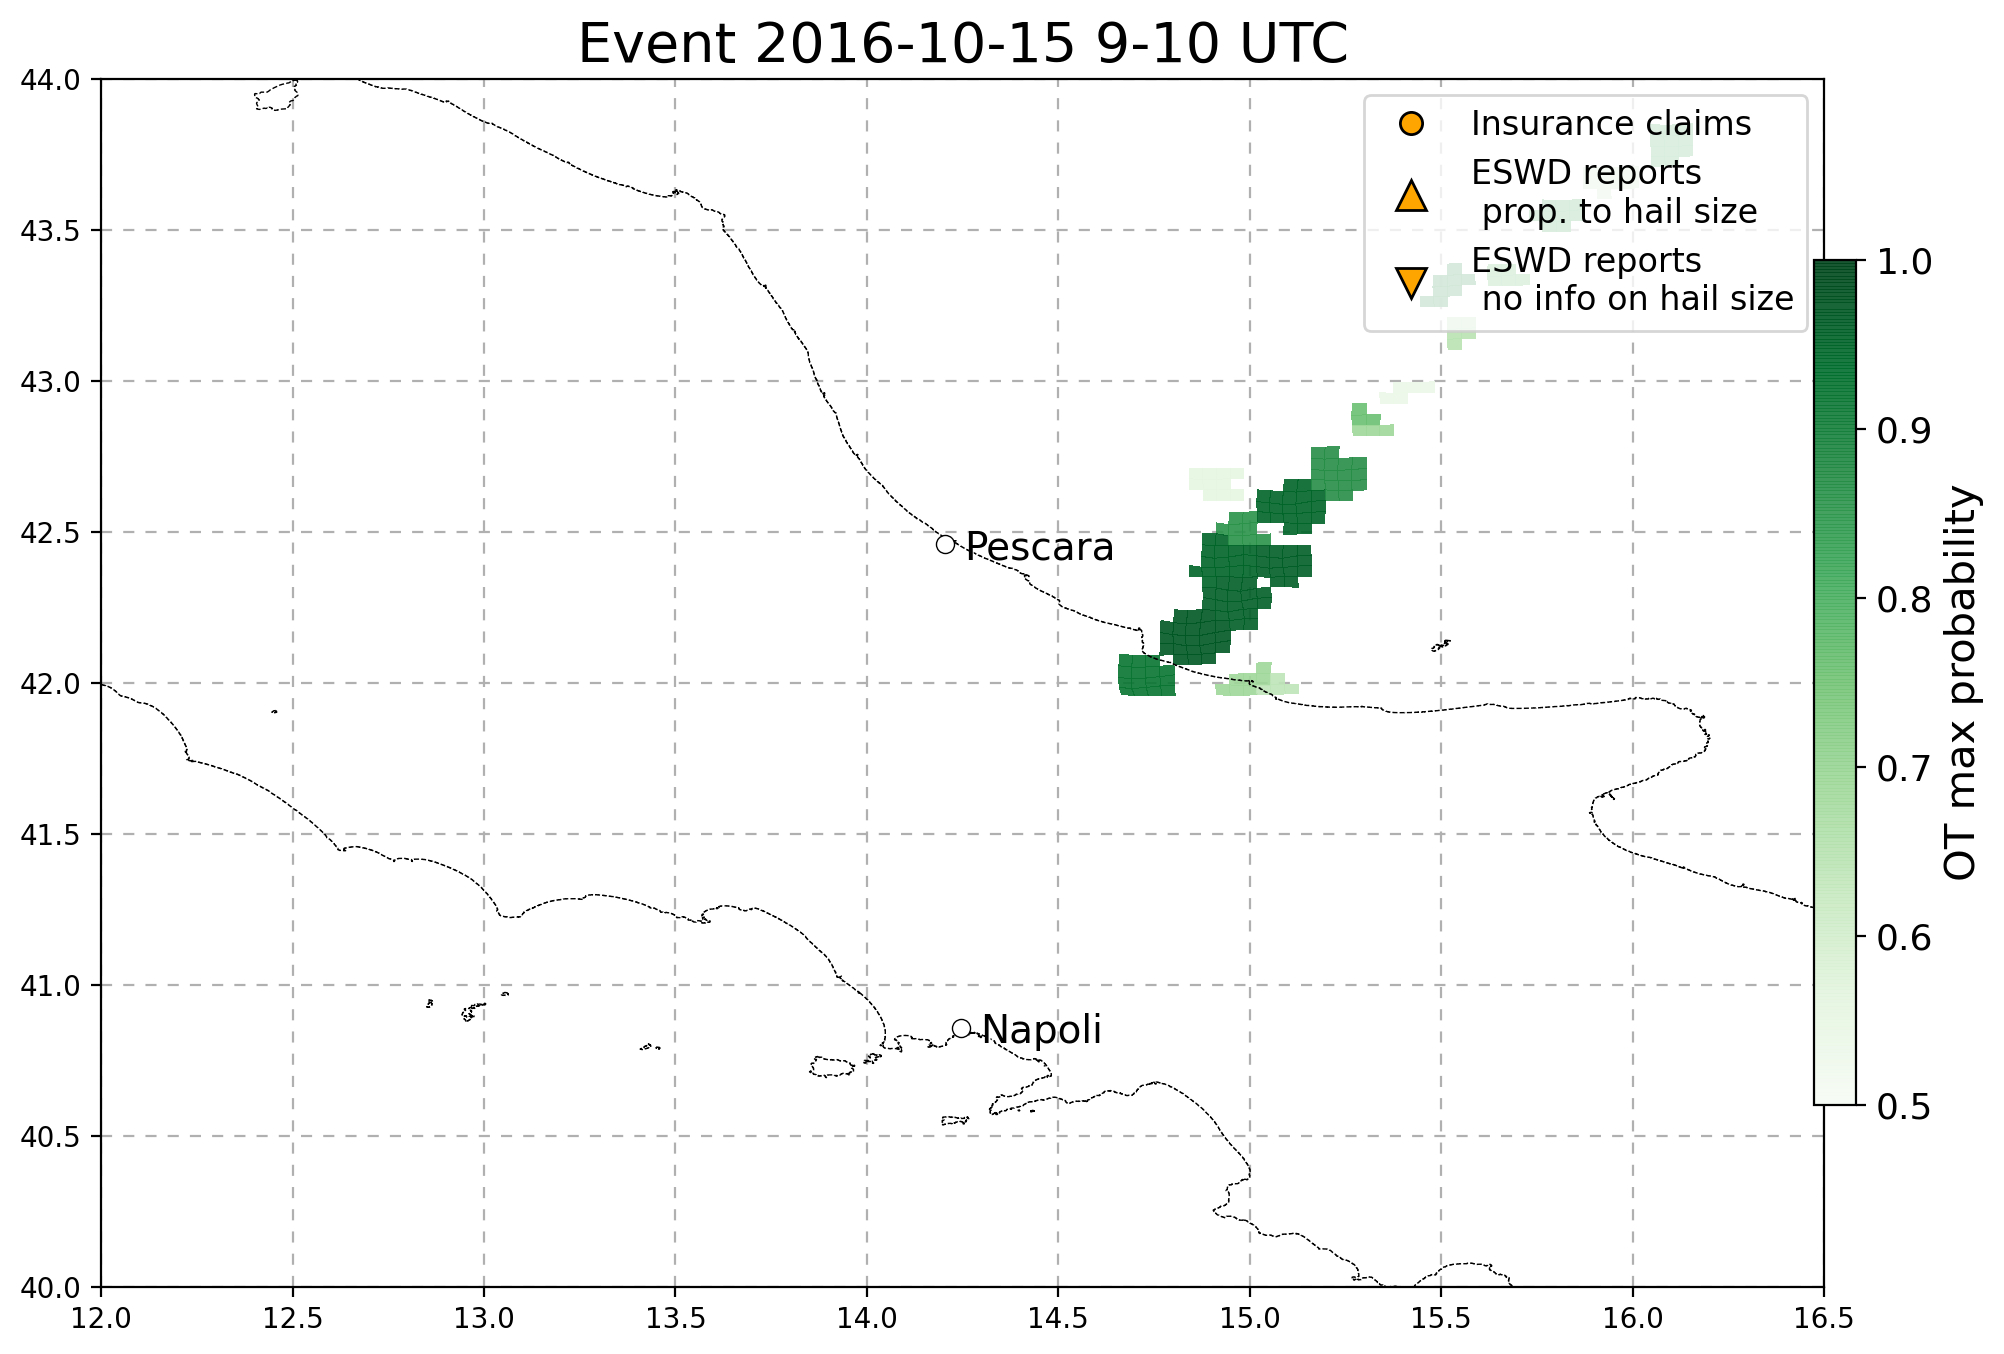 Event 2016-10-15 9-10 UTC
Insurance claims
ESWD reports
prop. to hail size
ESWD reports
no info on hail size
44.0
43.5
43.0
42.5
42.0
41.5
41.0
40.5
40.0
Pescara
Napoli
12.0 12.5 13.0 13.5 14.0 14.5 15.0 15.5 16.0 16.5
1.0
0.9
0.8
0.7
0.6
0.5
OT max probability